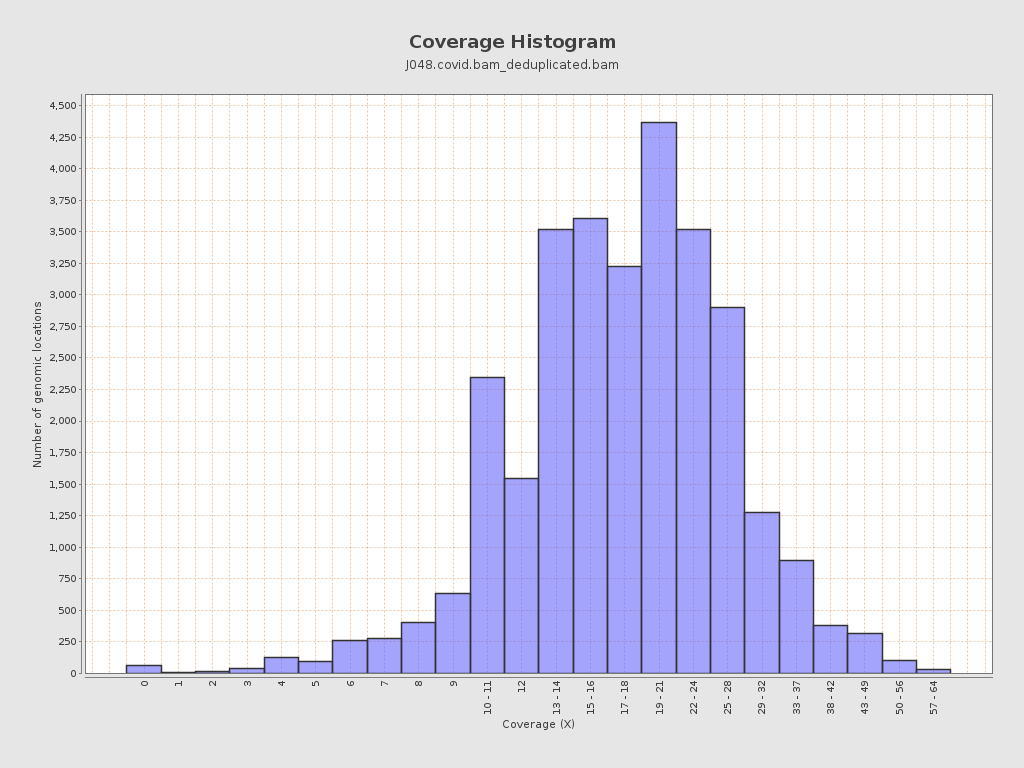 Coverage Histogram
J048.covid.bam_deduplicated.bam
Number of genomic locations
4,500
4,250
4,000
3,750
3,500
3,250
3,000
2,750
2,500
2,250
2,000
1,750
1,500
1,250
1,000
750
500
250
0
0
1
2
3
4
5
6
7
8
9
10 - 11
12
13 - 14
15 - 16
17 - 18
19 - 21
22 - 24
25 - 28
29 - 32
33 - 37
38 - 42
43 - 49
50 - 56
57 - 64
Coverage (X)